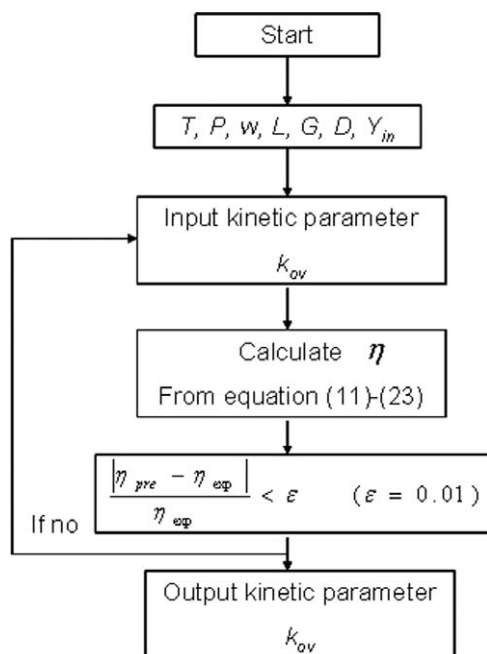 Start
T, P, w, L, G, D, Y_in
Input kinetic parameter
k_ov
Calculate η
From equation (11)-(23)
|η_pre − η_exp| / η_exp < ε (ε = 0.01)
If no
Output kinetic parameter
k_ov